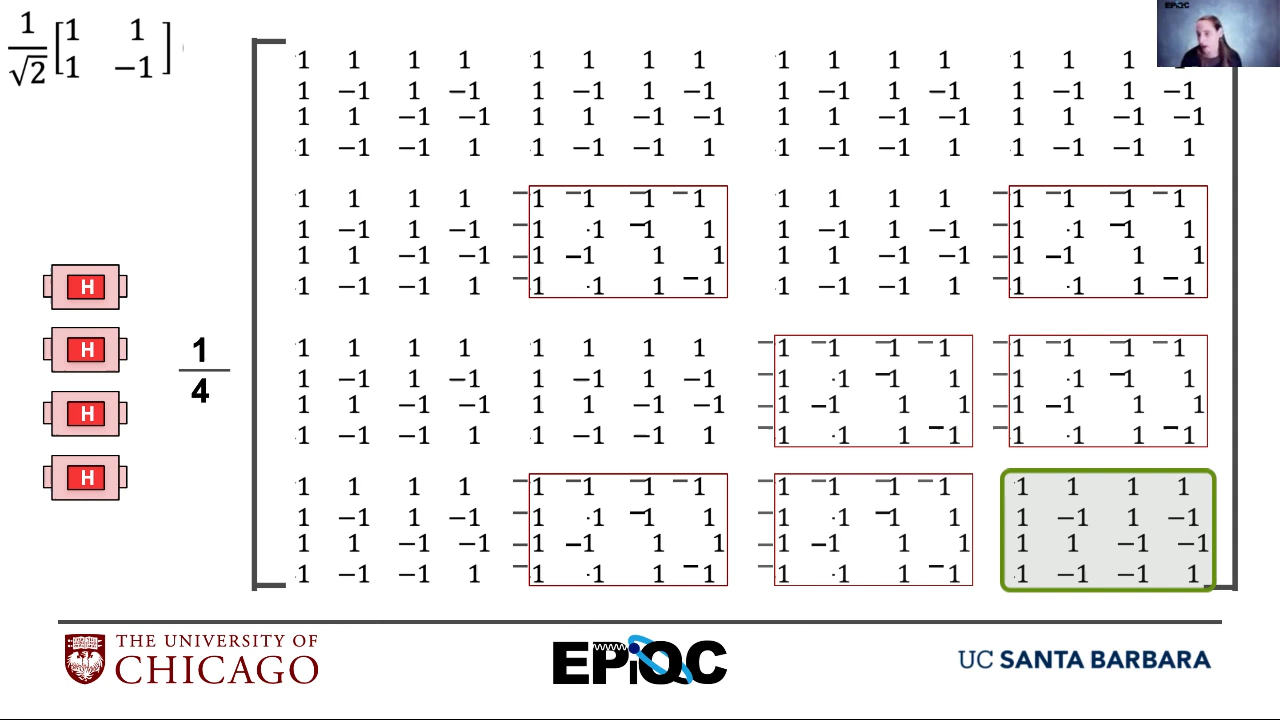 1/√2 [1 1
1 −1]
EPiQC
1 1 1 1 1 1 1 1 1 1 1 1 1 1 1 1
1 −1 1 −1 1 −1 1 −1 1 −1 1 −1 1 −1 1 −1
1 1 −1 −1 1 1 −1 −1 1 1 −1 −1 1 1 −1 −1
1 −1 −1 1 1 −1 −1 1 1 −1 −1 1 1 −1 −1 1
1 1 1 1 −1 −1 −1 −1 1 1 1 1 −1 −1 −1 −1
1 −1 1 −1 −1 1 −1 1 1 −1 1 −1 −1 1 −1 1
1 1 −1 −1 −1 −1 1 1 1 1 −1 −1 −1 −1 1 1
1 −1 −1 1 −1 1 1 −1 1 −1 −1 1 −1 1 1 −1
H
H
H
H
1
4
1 1 1 1 1 1 1 1 −1 −1 −1 −1 −1 −1 −1 −1
1 −1 1 −1 1 −1 1 −1 −1 1 −1 1 −1 1 −1 1
1 1 −1 −1 1 1 −1 −1 −1 −1 1 1 −1 −1 1 1
1 −1 −1 1 1 −1 −1 1 −1 1 1 −1 −1 1 1 −1
1 1 1 1 −1 −1 −1 −1 −1 −1 −1 −1 1 1 1 1
1 −1 1 −1 −1 1 −1 1 −1 1 −1 1 1 −1 1 −1
1 1 −1 −1 −1 −1 1 1 −1 −1 1 1 1 1 −1 −1
1 −1 −1 1 −1 1 1 −1 −1 1 1 −1 1 −1 −1 1
THE UNIVERSITY OF
CHICAGO
EPiQC
UC SANTA BARBARA